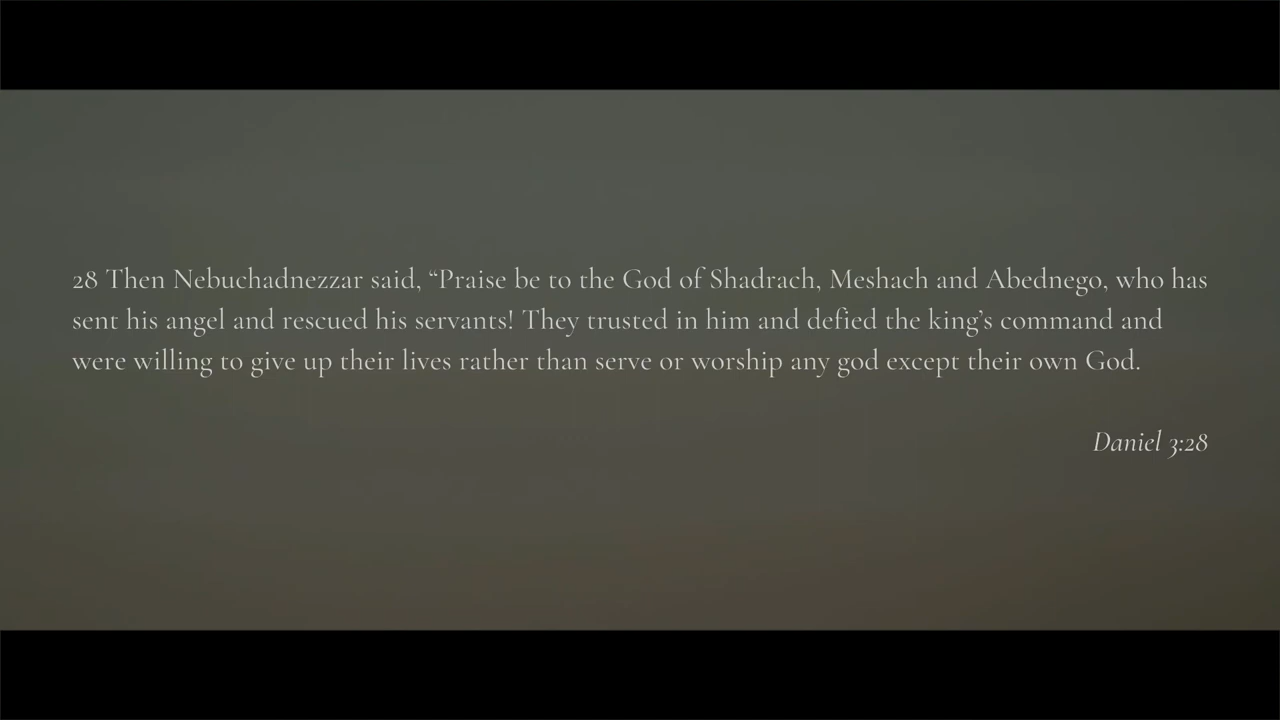 28 Then Nebuchadnezzar said, “Praise be to the God of Shadrach, Meshach and Abednego, who has
sent his angel and rescued his servants! They trusted in him and defied the king’s command and
were willing to give up their lives rather than serve or worship any god except their own God.
Daniel 3:28